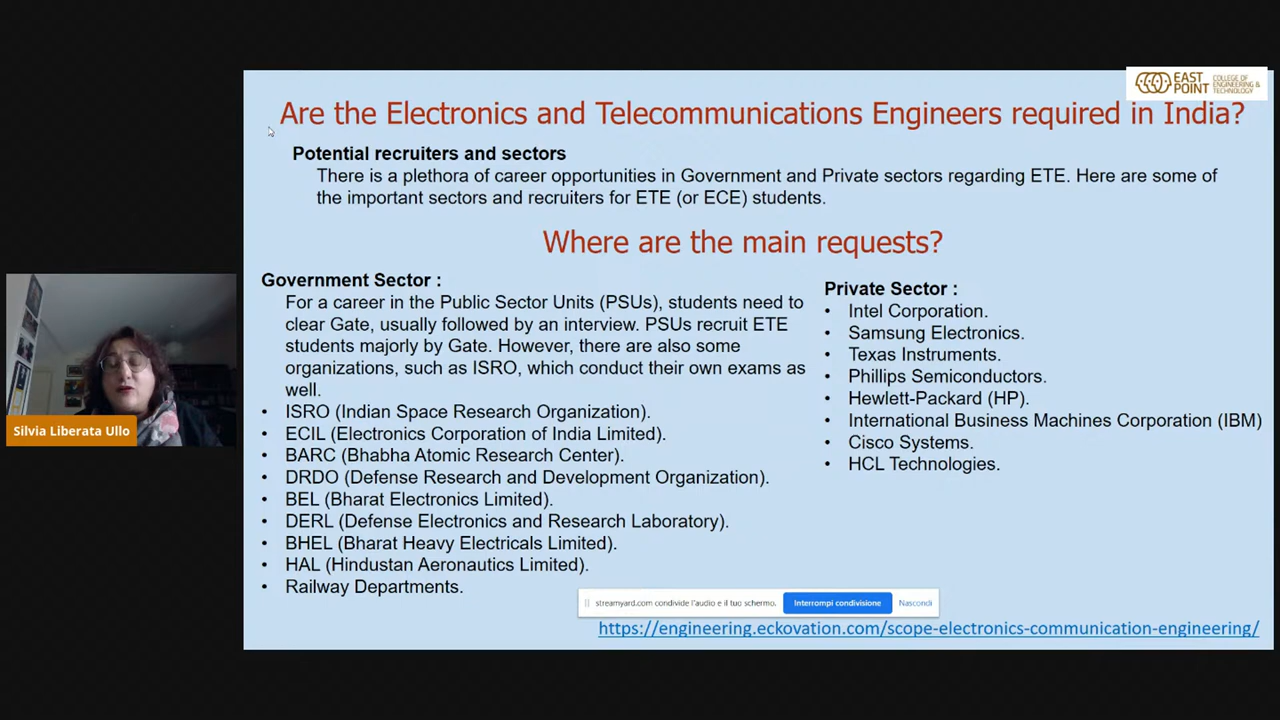 EAST
POINT
COLLEGE OF
ENGINEERING &
TECHNOLOGY
Are the Electronics and Telecommunications Engineers required in India?
Potential recruiters and sectors
There is a plethora of career opportunities in Government and Private sectors regarding ETE. Here are some of
the important sectors and recruiters for ETE (or ECE) students.
Where are the main requests?
Government Sector :
For a career in the Public Sector Units (PSUs), students need to
clear Gate, usually followed by an interview. PSUs recruit ETE
students majorly by Gate. However, there are also some
organizations, such as ISRO, which conduct their own exams as
well.
• ISRO (Indian Space Research Organization).
• ECIL (Electronics Corporation of India Limited).
• BARC (Bhabha Atomic Research Center).
• DRDO (Defense Research and Development Organization).
• BEL (Bharat Electronics Limited).
• DERL (Defense Electronics and Research Laboratory).
• BHEL (Bharat Heavy Electricals Limited).
• HAL (Hindustan Aeronautics Limited).
• Railway Departments.
Private Sector :
• Intel Corporation.
• Samsung Electronics.
• Texas Instruments.
• Phillips Semiconductors.
• Hewlett-Packard (HP).
• International Business Machines Corporation (IBM)
• Cisco Systems.
• HCL Technologies.
streamyard.com condivide l'audio e il tuo schermo.
Interrompi condivisione
Nascondi
https://engineering.eckovation.com/scope-electronics-communication-engineering/
Silvia Liberata Ullo